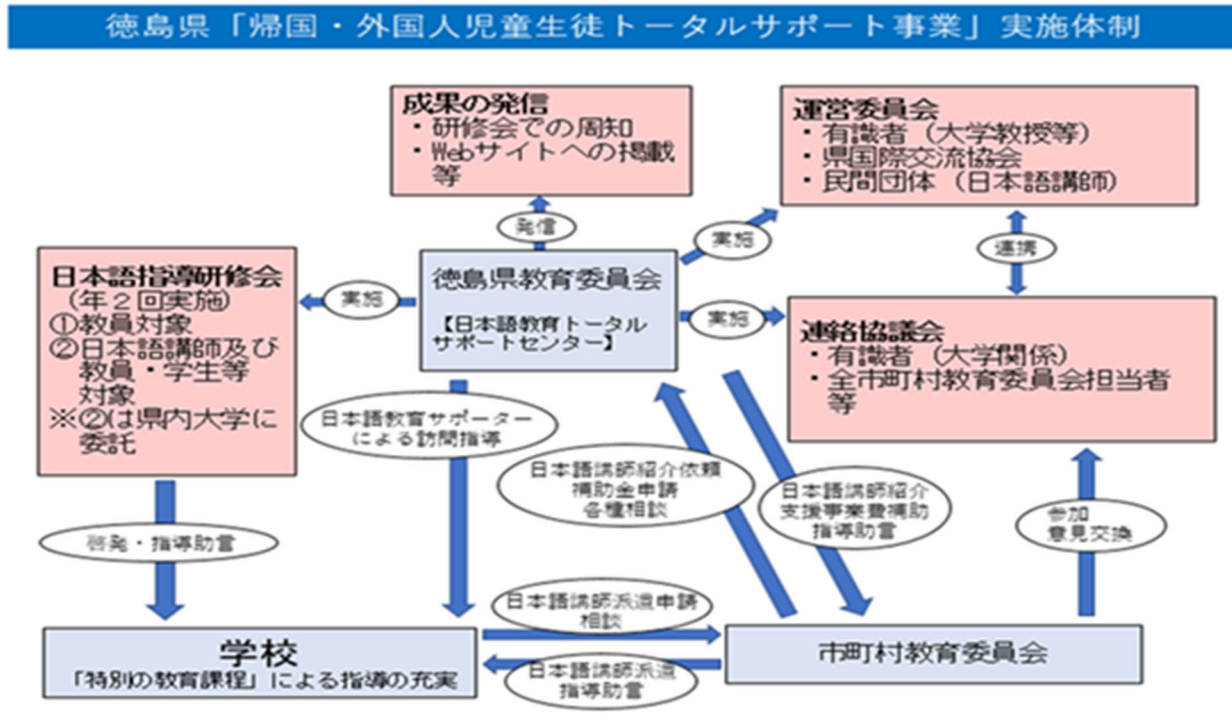 徳島県「帰国・外国人児童生徒トータルサポート事業」実施体制
成果の発信
・研修会での周知
・Webサイトへの掲載
等
運営委員会
・有識者（大学教授等）
・県国際交流協会
・民間団体（日本語講師）
発信
実施
連携
日本語指導研修会
（年２回実施）
①教員対象
②日本語講師及び
教員・学生等
対象
※②は県内大学に
委託
実施
徳島県教育委員会
【日本語教育トータル
サポートセンター】
実施
連絡協議会
・有識者（大学関係）
・全市町村教育委員会担当者
等
日本語教育サポーター
による訪問指導
日本語講師紹介依頼
補助金申請
各種相談
日本語講師紹介
支援事業費補助
指導助言
参加
意見交換
啓発・指導助言
日本語講師派遣申請
相談
学校
「特別の教育課程」による指導の充実
市町村教育委員会
日本語講師派遣
指導助言